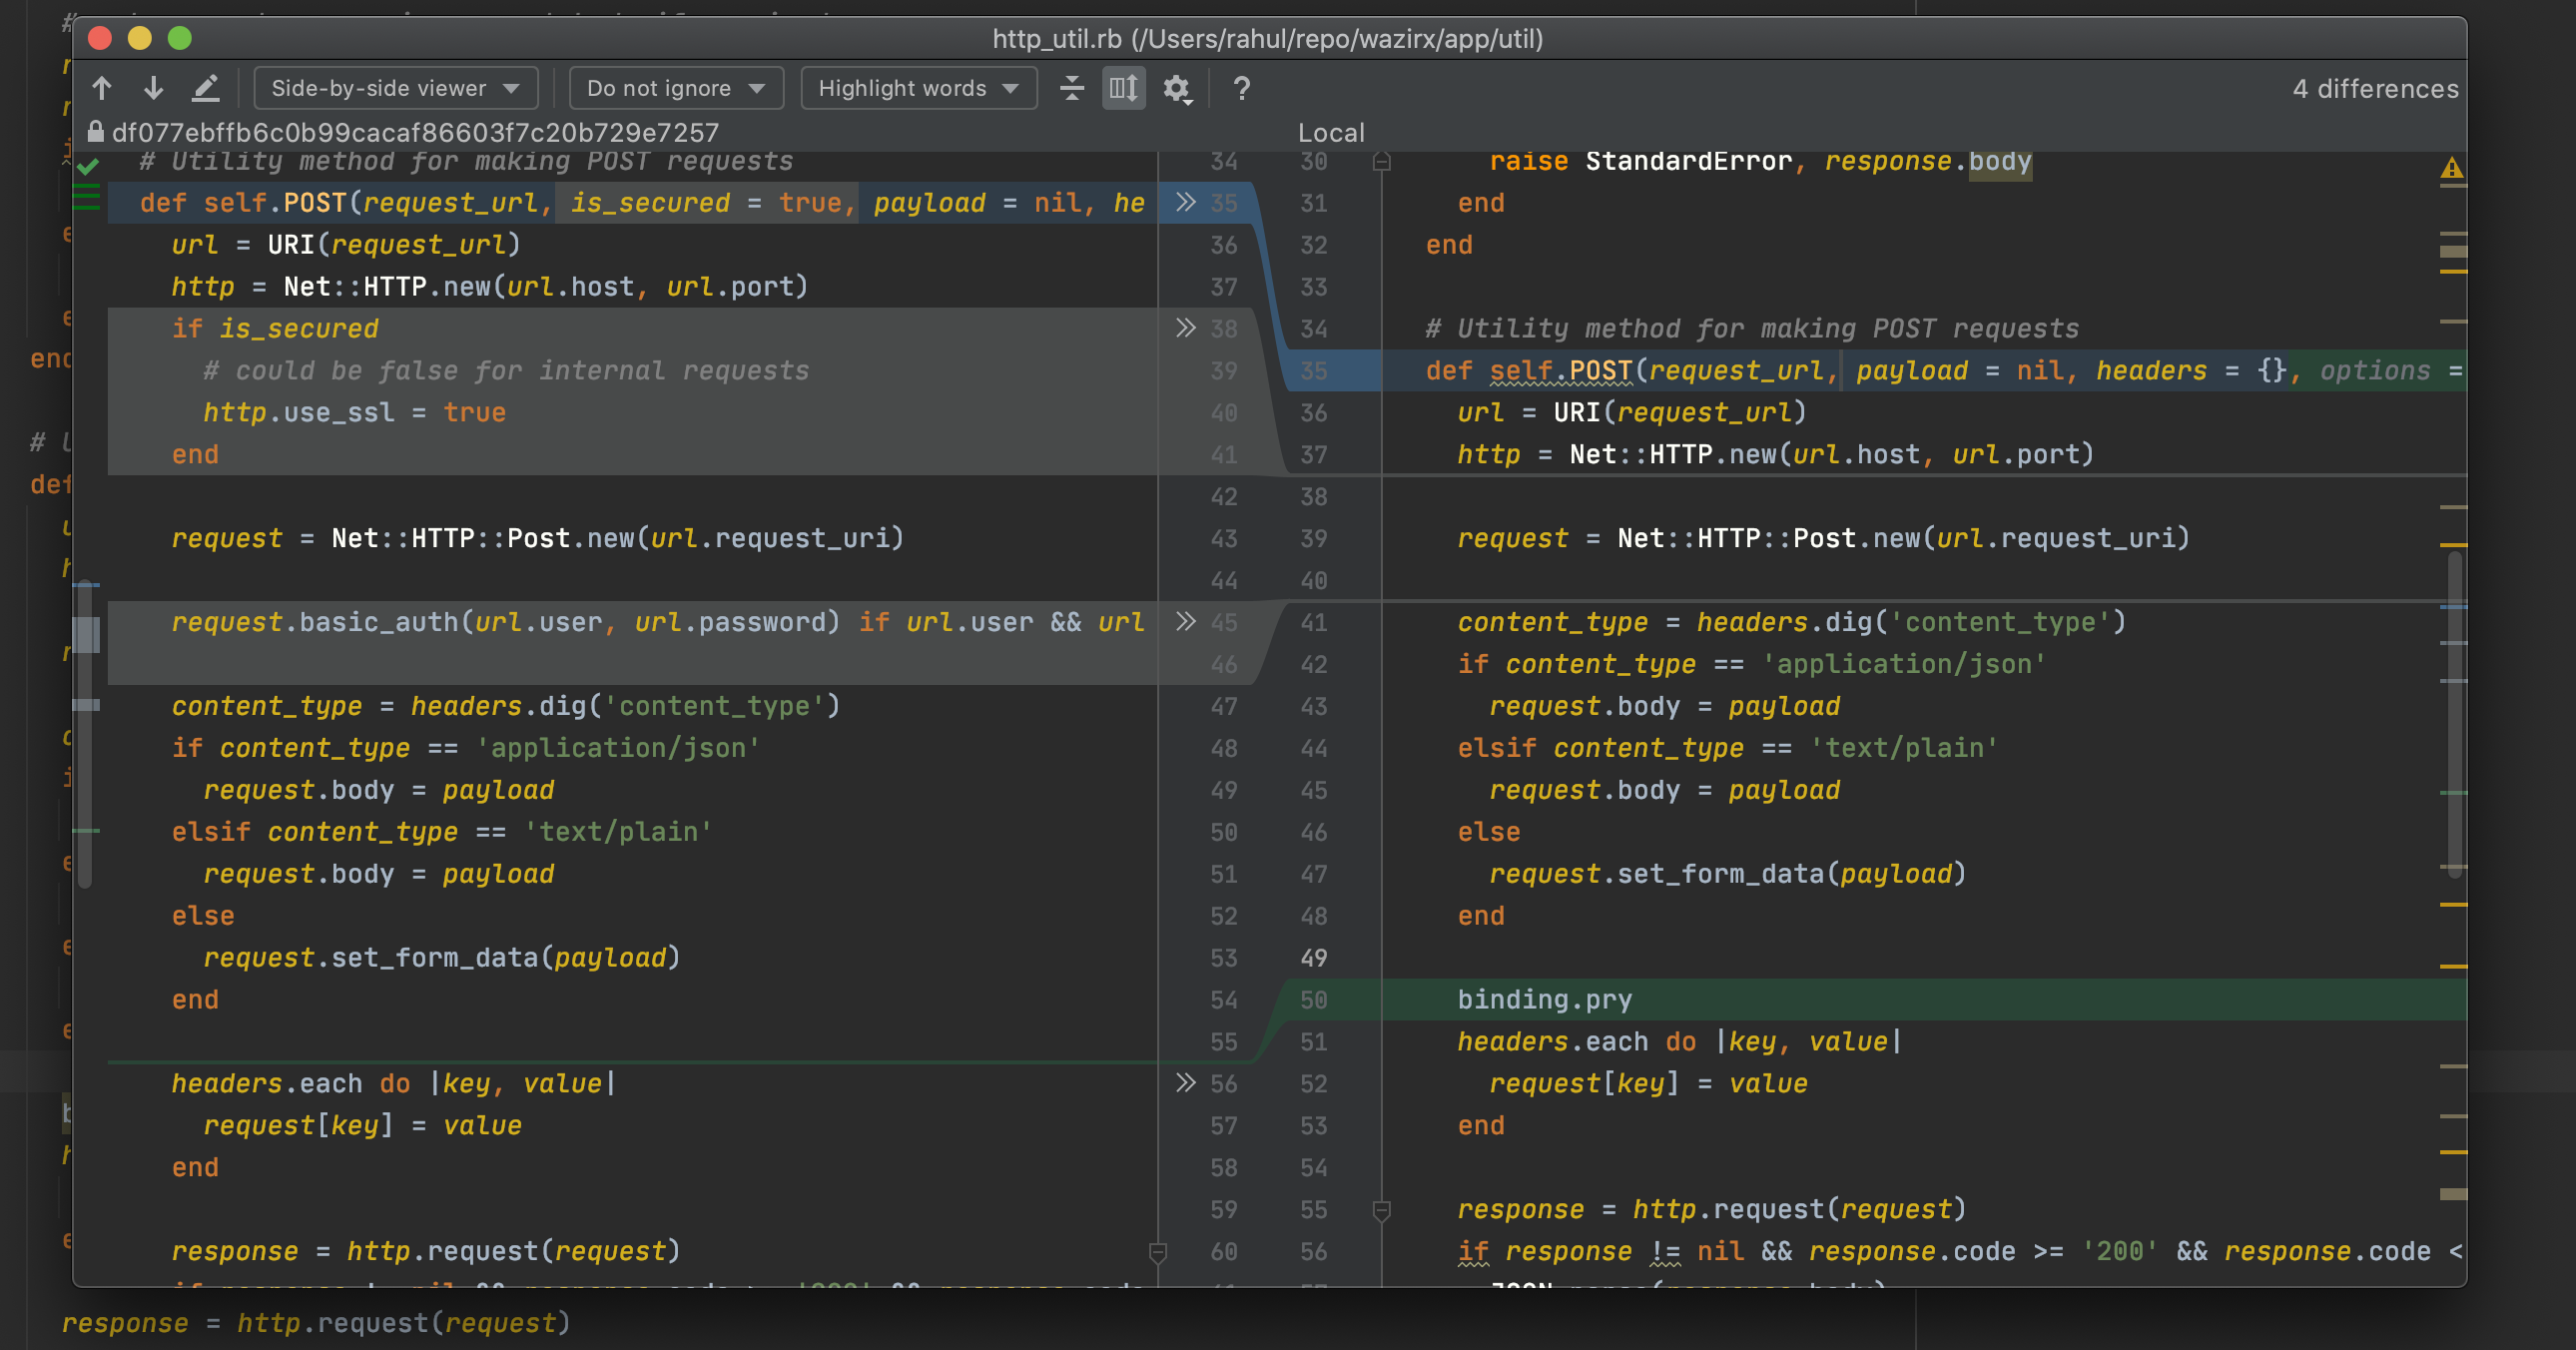 http_util.rb (/Users/rahul/repo/wazirx/app/util)
Side-by-side viewer
Do not ignore
Highlight words
?
4 differences
df077ebffb6c0b99cacaf86603f7c20b729e7257
Local
# Utility method for making POST requests
34
35 def self.POST(request_url, is_secured = true, payload = nil, he
36 url = URI(request_url)
37 http = Net::HTTP.new(url.host, url.port)
38 if is_secured
39 # could be false for internal requests
40 http.use_ssl = true
41 end
42
43 request = Net::HTTP::Post.new(url.request_uri)
44
45 request.basic_auth(url.user, url.password) if url.user && url
46
47 content_type = headers.dig('content_type')
48 if content_type == 'application/json'
49 request.body = payload
50 elsif content_type == 'text/plain'
51 request.body = payload
52 else
53 request.set_form_data(payload)
54 end
55
56 headers.each do |key, value|
57 request[key] = value
58 end
59
60 response = http.request(request)
30 raise StandardError, response.body
31 end
32 end
33
34 # Utility method for making POST requests
35 def self.POST(request_url, payload = nil, headers = {}, options =
36 url = URI(request_url)
37 http = Net::HTTP.new(url.host, url.port)
38
39 request = Net::HTTP::Post.new(url.request_uri)
40
41 content_type = headers.dig('content_type')
42 if content_type == 'application/json'
43 request.body = payload
44 elsif content_type == 'text/plain'
45 request.body = payload
46 else
47 request.set_form_data(payload)
48 end
49
50 binding.pry
51 headers.each do |key, value|
52 request[key] = value
53 end
54
55 response = http.request(request)
56 if response != nil && response.code >= '200' && response.code <
end
def
response = http.request(request)